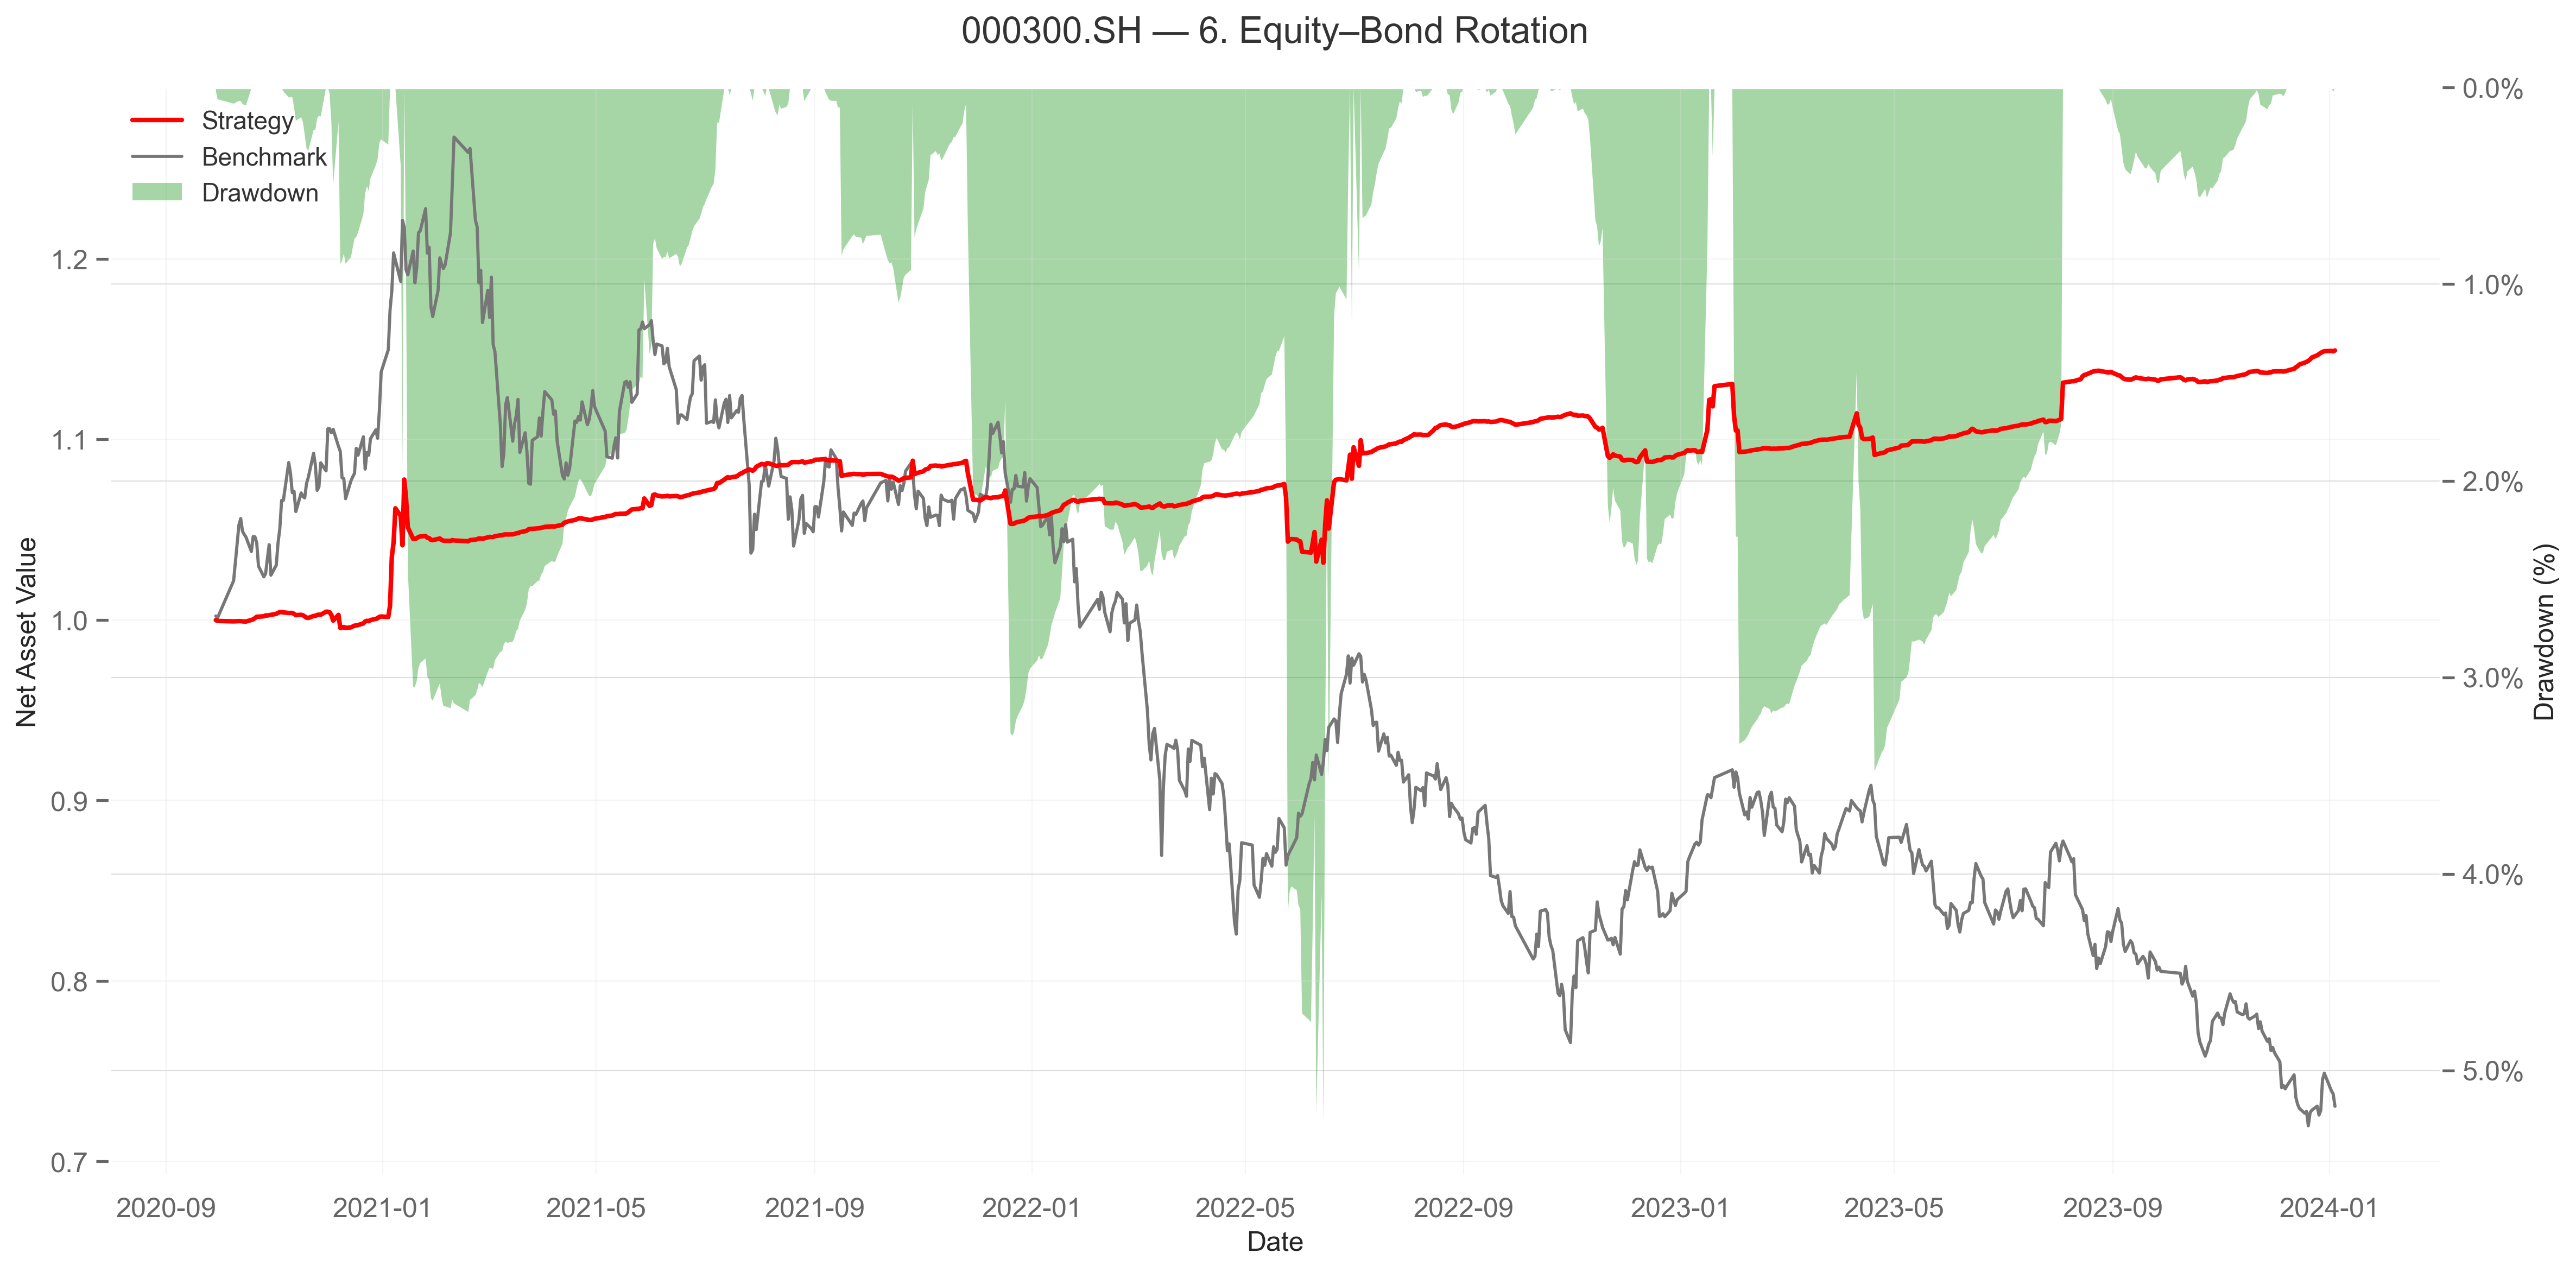 000300.SH — 6. Equity–Bond Rotation
Strategy
Benchmark
Drawdown
Net Asset Value
1.2
1.1
1.0
0.9
0.8
0.7
0.0%
1.0%
2.0%
3.0%
4.0%
5.0%
Drawdown (%)
2020-09 2021-01 2021-05 2021-09 2022-01 2022-05 2022-09 2023-01 2023-05 2023-09 2024-01
Date